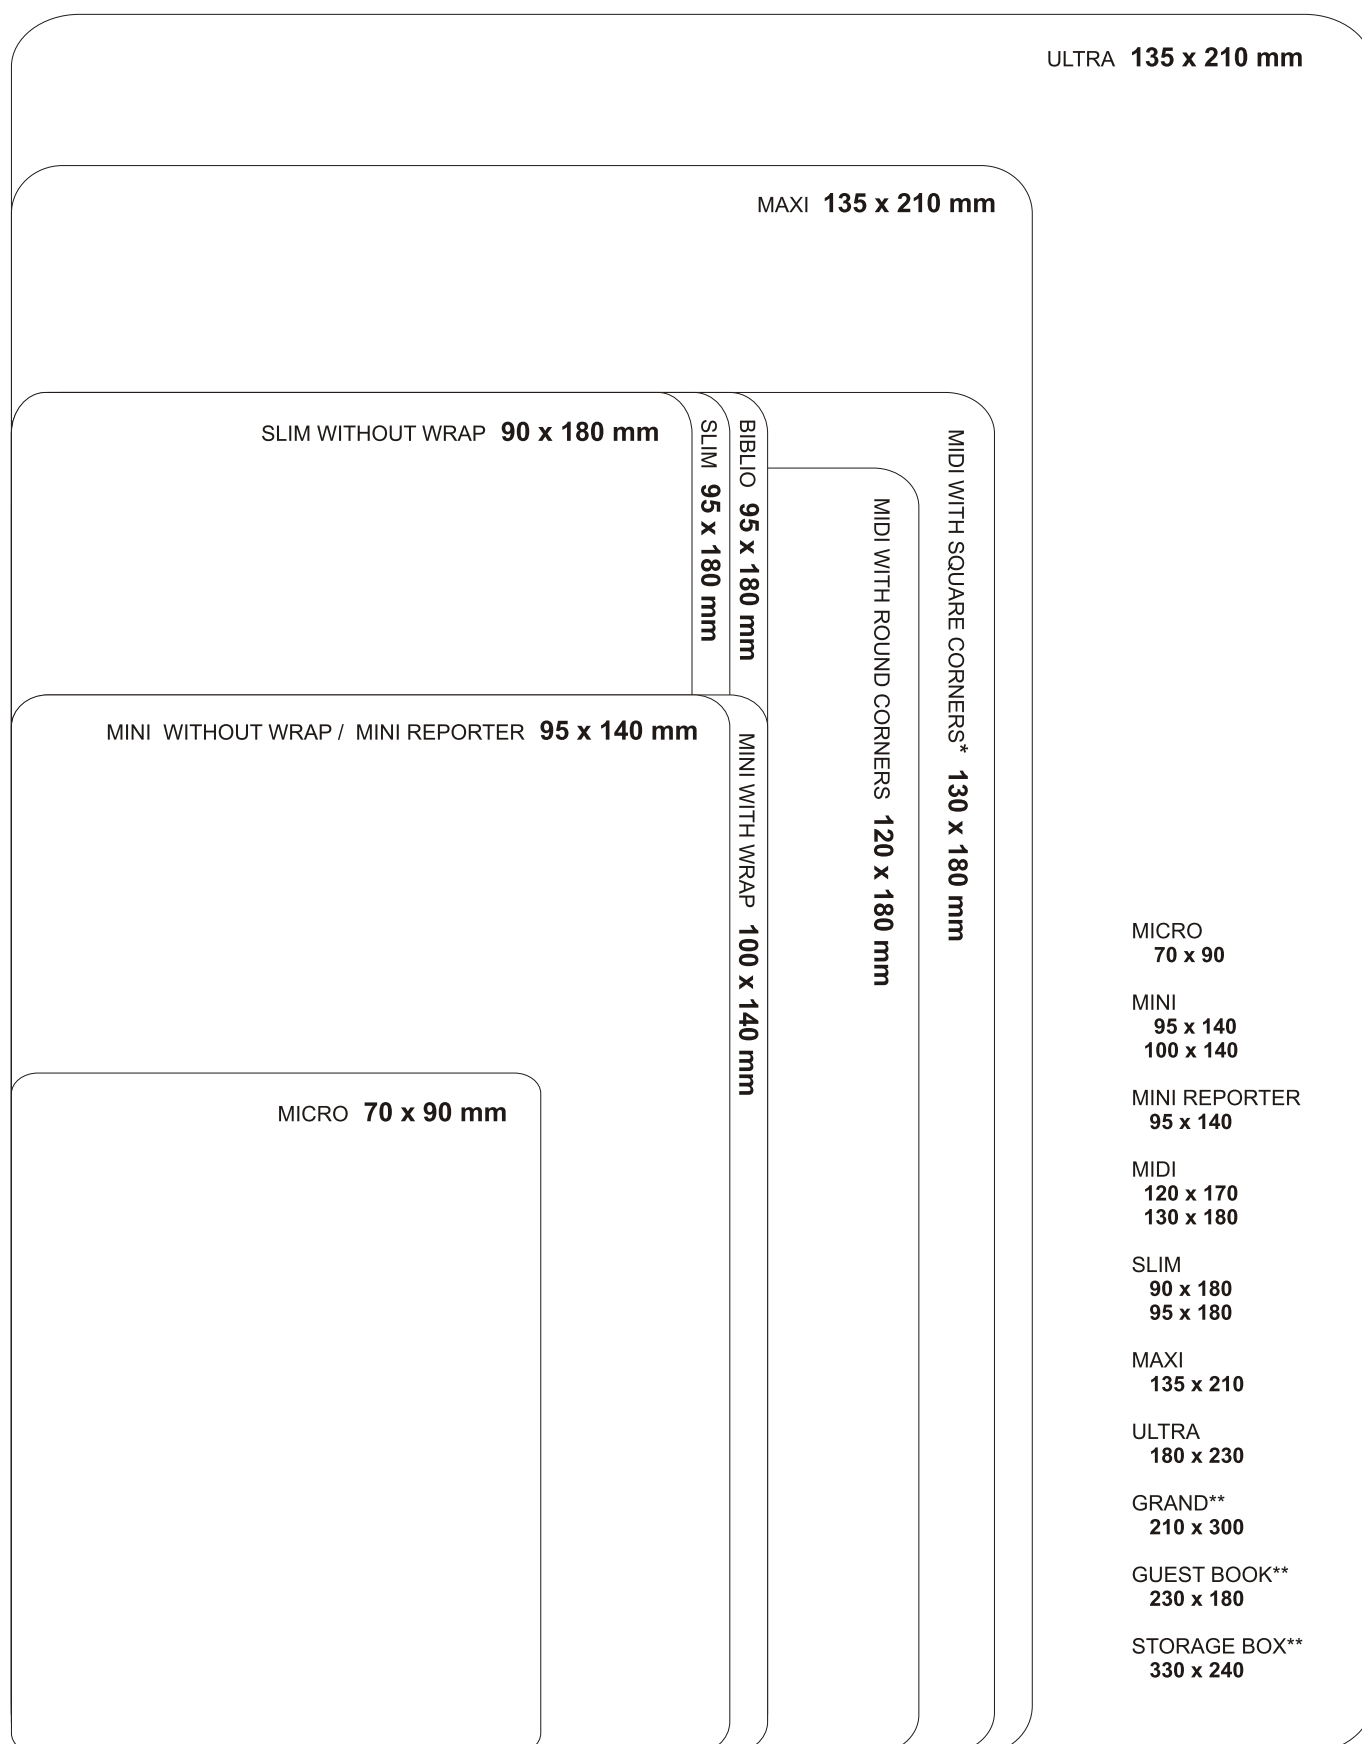 ULTRA 135 x 210 mm
MAXI 135 x 210 mm
SLIM WITHOUT WRAP 90 x 180 mm
SLIM 95 x 180 mm
BIBLIO 95 x 180 mm
MIDI WITH ROUND CORNERS 120 x 180 mm
MIDI WITH SQUARE CORNERS* 130 x 180 mm
MINI WITHOUT WRAP / MINI REPORTER 95 x 140 mm
MINI WITH WRAP 100 x 140 mm
MICRO 70 x 90 mm
MICRO
70 x 90
MINI
95 x 140
100 x 140
MINI REPORTER
95 x 140
MIDI
120 x 170
130 x 180
SLIM
90 x 180
95 x 180
MAXI
135 x 210
ULTRA
180 x 230
GRAND**
210 x 300
GUEST BOOK**
230 x 180
STORAGE BOX**
330 x 240